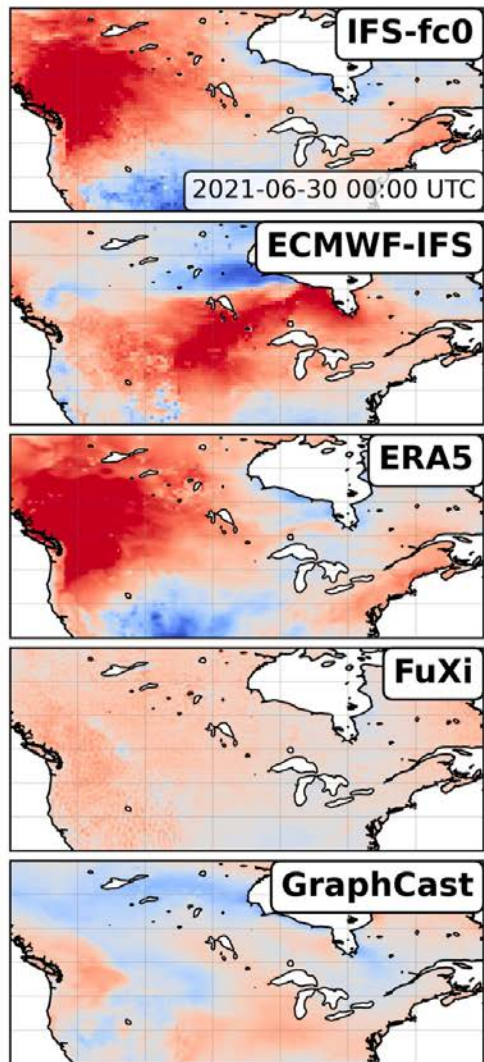 IFS-fc0
2021-06-30 00:00 UTC
ECMWF-IFS
ERA5
FuXi
GraphCast